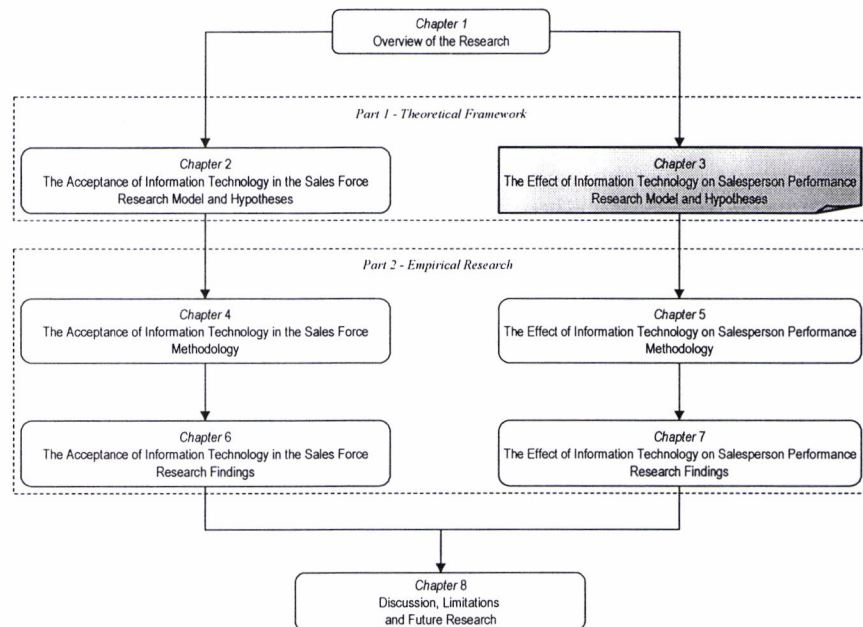 Chapter 1
Overview of the Research
Part 1 - Theoretical Framework
Chapter 2
The Acceptance of Information Technology in the Sales Force
Research Model and Hypotheses
Chapter 3
The Effect of Information Technology on Salesperson Performance
Research Model and Hypotheses
Part 2 - Empirical Research
Chapter 4
The Acceptance of Information Technology in the Sales Force
Methodology
Chapter 5
The Effect of Information Technology on Salesperson Performance
Methodology
Chapter 6
The Acceptance of Information Technology in the Sales Force
Research Findings
Chapter 7
The Effect of Information Technology on Salesperson Performance
Research Findings
Chapter 8
Discussion, Limitations
and Future Research